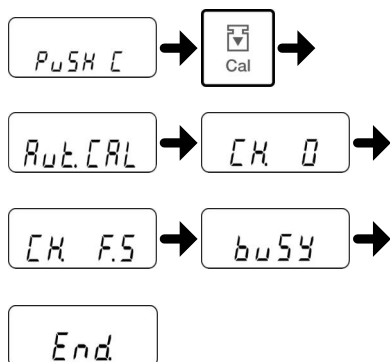 PuSH C
Cal
Aut.CAL
CH. 0
CH. F.S
buSY
End.